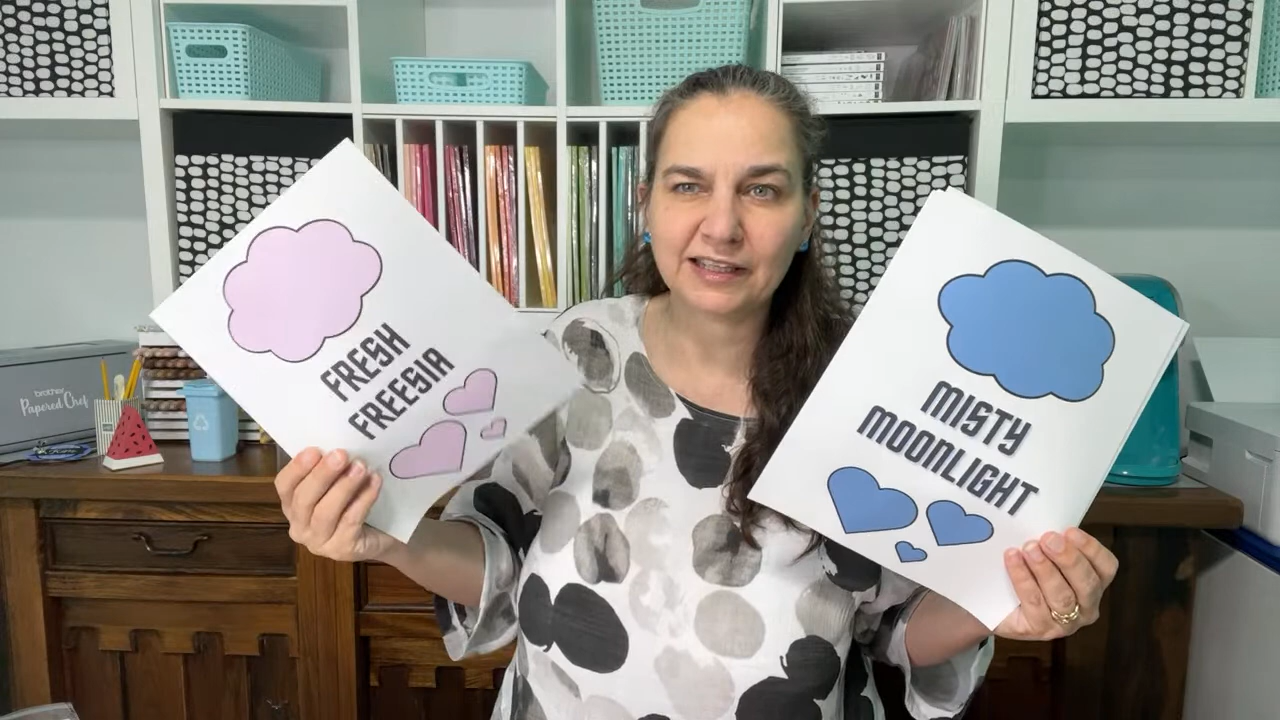 FRESH
FREESIA
MISTY
MOONLIGHT
brother
Papered Chef